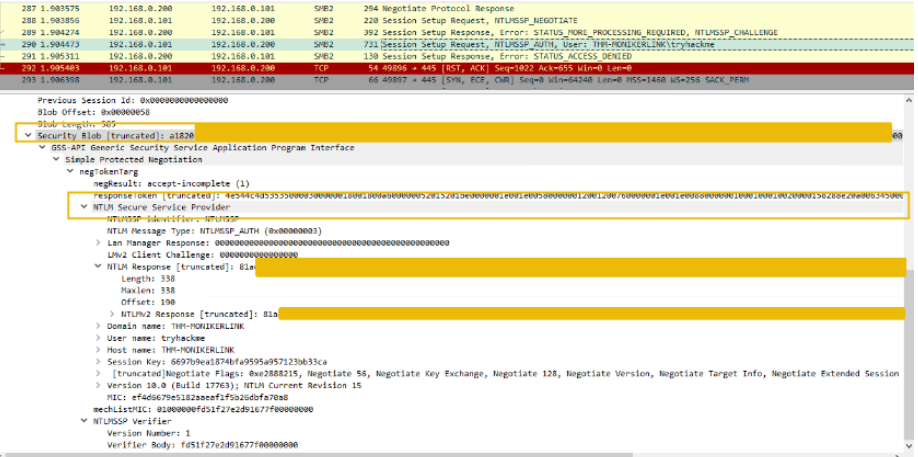 287 1.903575 192.168.0.200 192.168.0.101 SMB2 294 Negotiate Protocol Response
288 1.903856 192.168.0.101 192.168.0.200 SMB2 220 Session Setup Request, NTLMSSP_NEGOTIATE
289 1.904274 192.168.0.200 192.168.0.101 SMB2 392 Session Setup Response, Error: STATUS_MORE_PROCESSING_REQUIRED, NTLMSSP_CHALLENGE
290 1.904473 192.168.0.101 192.168.0.200 SMB2 731 Session Setup Request, NTLMSSP_AUTH, User: THM-MONIKERLINK\tryhackme
291 1.905311 192.168.0.200 192.168.0.101 SMB2 130 Session Setup Response, Error: STATUS_ACCESS_DENIED
292 1.905403 192.168.0.101 192.168.0.200 TCP 54 49896 → 445 [RST, ACK] Seq=1022 Ack=655 Win=0 Len=0
293 1.906398 192.168.0.101 192.168.0.200 TCP 66 49897 → 445 [SYN, ECE, CWR] Seq=0 Win=64240 Len=0 MSS=1460 WS=256 SACK_PERM
Previous Session Id: 0x0000000000000000
Blob Offset: 0x00000058
Blob Length: 585
Security Blob [truncated]: a1820
GSS-API Generic Security Service Application Program Interface
Simple Protected Negotiation
negTokenTarg
negResult: accept-incomplete (1)
responseToken [truncated]:
NTLM Secure Service Provider
NTLMSSP identifier: NTLMSSP
NTLM Message Type: NTLMSSP_AUTH (0x00000003)
Lan Manager Response: 000000000000000000000000000000000000000000000000
LMv2 Client Challenge: 0000000000000000
NTLM Response [truncated]: 81a
Length: 338
Maxlen: 338
Offset: 190
NTLMv2 Response [truncated]: 81a
Domain name: THM-MONIKERLINK
User name: tryhackme
Host name: THM-MONIKERLINK
Session Key: 6697b9ea1874bfa9595a957123bb33ca
[truncated]Negotiate Flags: 0xe2888215, Negotiate 56, Negotiate Key Exchange, Negotiate 128, Negotiate Version, Negotiate Target Info, Negotiate Extended Session
Version 10.0 (Build 17763); NTLM Current Revision 15
MIC: ef4d6679e5182aaeaf1f5b26dbfa70a8
mechListMIC: 01000000fd51f27e2d91677f00000000
NTLMSSP Verifier
Version Number: 1
Verifier Body: fd51f27e2d91677f00000000